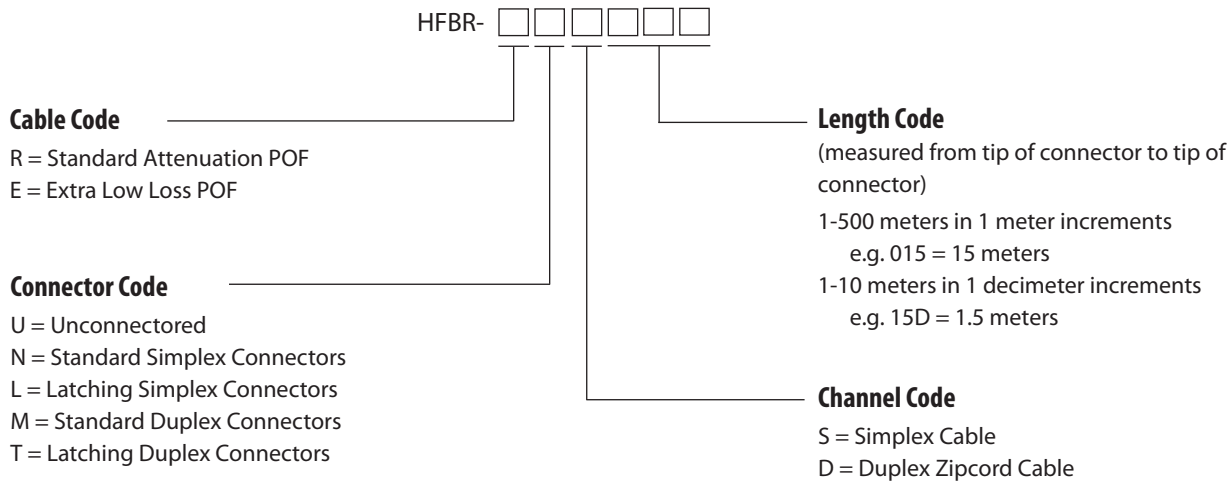 HFBR-
Cable Code
R = Standard Attenuation POF
E = Extra Low Loss POF
Connector Code
U = Unconnectored
N = Standard Simplex Connectors
L = Latching Simplex Connectors
M = Standard Duplex Connectors
T = Latching Duplex Connectors
Length Code
(measured from tip of connector to tip of
connector)
1-500 meters in 1 meter increments
e.g. 015 = 15 meters
1-10 meters in 1 decimeter increments
e.g. 15D = 1.5 meters
Channel Code
S = Simplex Cable
D = Duplex Zipcord Cable